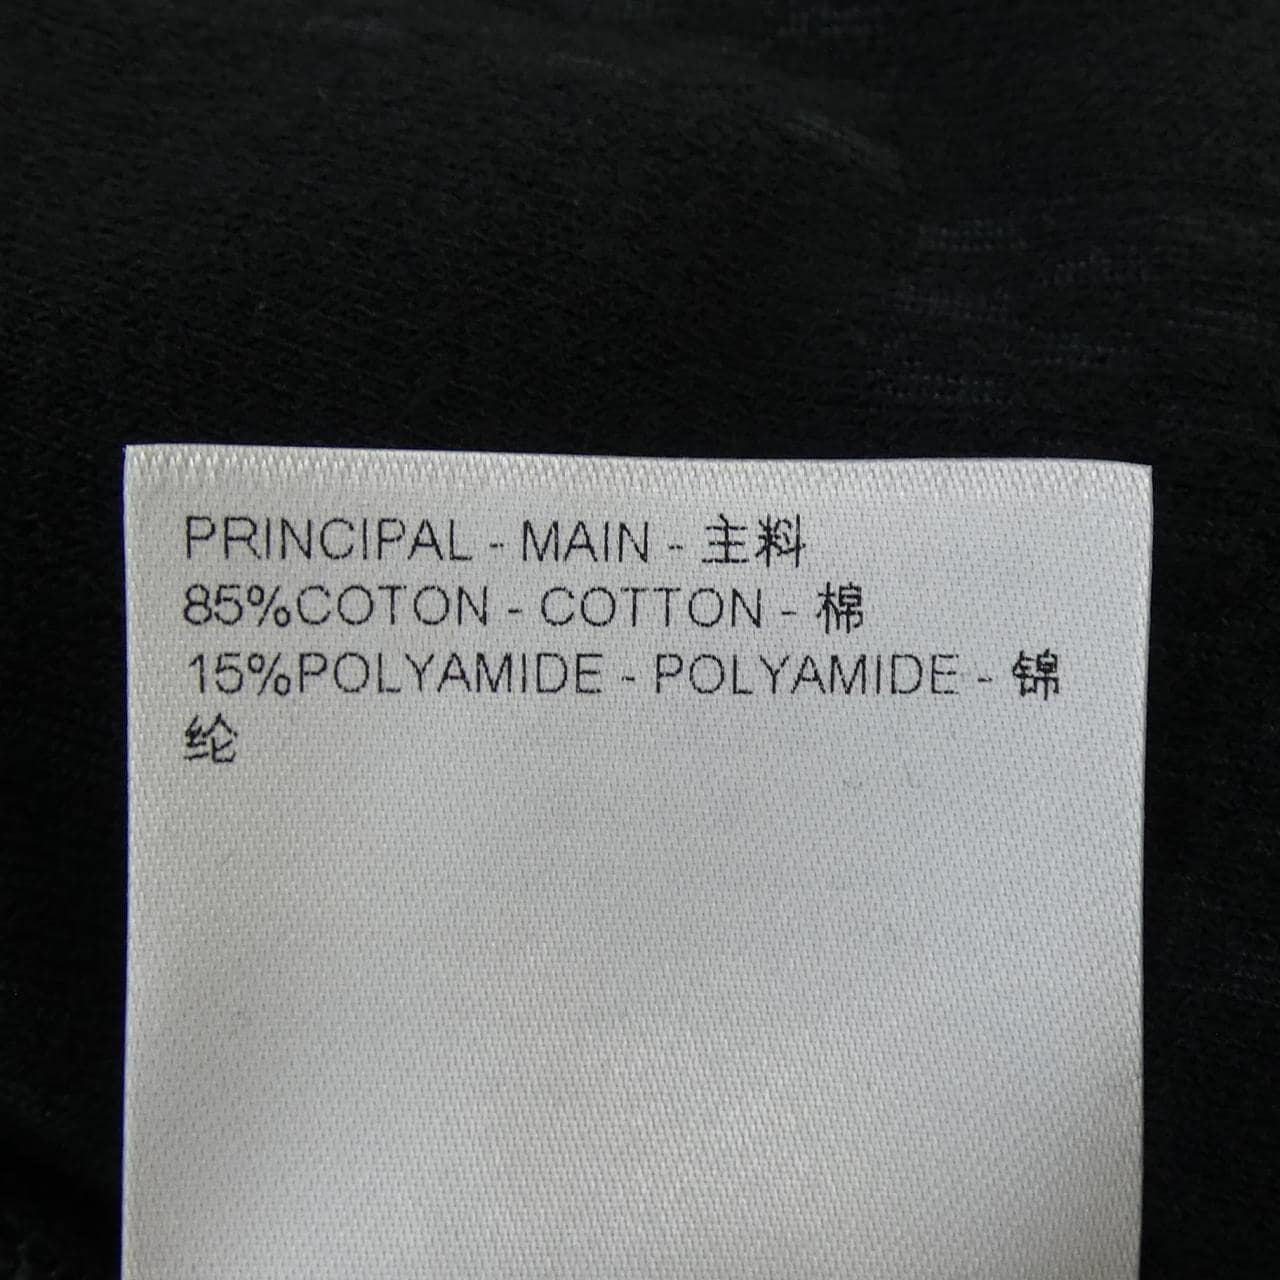 PRINCIPAL - MAIN - 主料
85%COTON - COTTON - 棉
15%POLYAMIDE - POLYAMIDE - 锦
纶